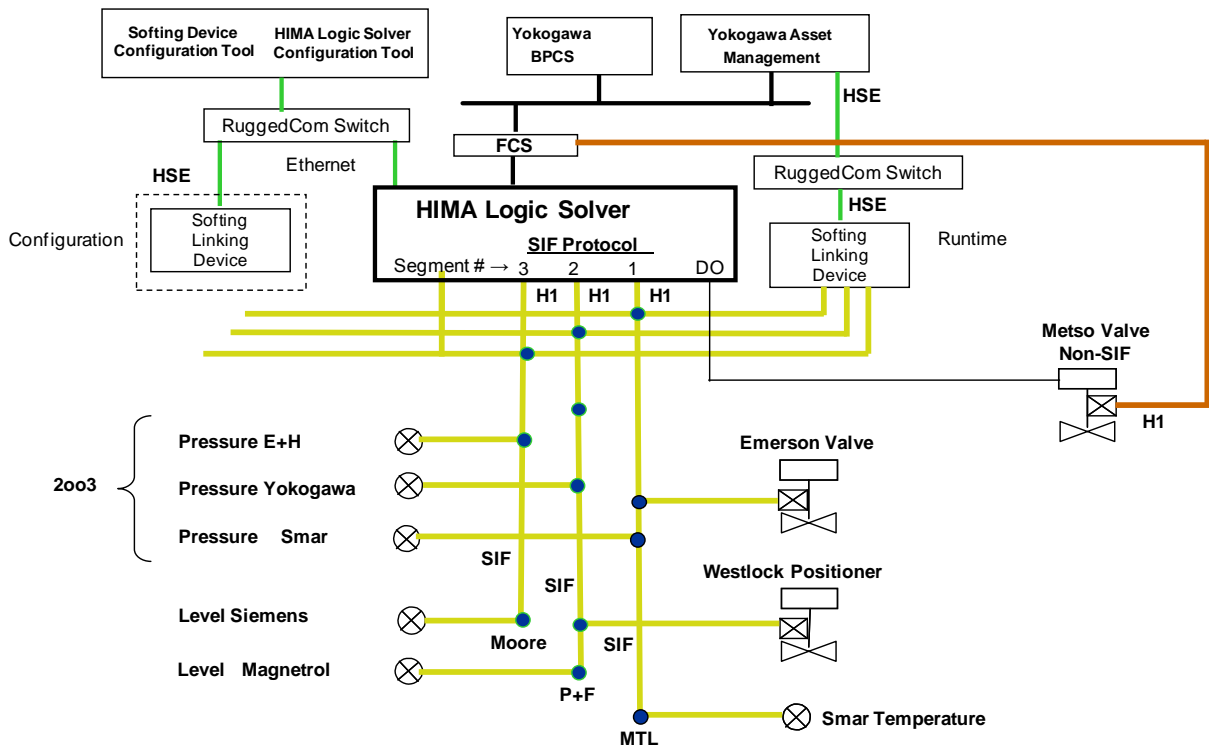 Softing Device
Configuration Tool
HIMA Logic Solver
Configuration Tool
Yokogawa
BPCS
Yokogawa Asset
Management
HSE
RuggedCom Switch
FCS
Ethernet
HSE
RuggedCom Switch
HSE
Configuration
Softing
Linking
Device
HIMA Logic Solver
SIF Protocol
Segment # → 3 2 1 DO
Softing
Linking
Device
Runtime
H1 H1 H1
Metso Valve
Non-SIF
H1
2oo3
Pressure E+H
Pressure Yokogawa
Pressure Smar
Emerson Valve
SIF
SIF
SIF
Westlock Positioner
Level Siemens
Moore
Level Magnetrol
P+F
MTL
Smar Temperature